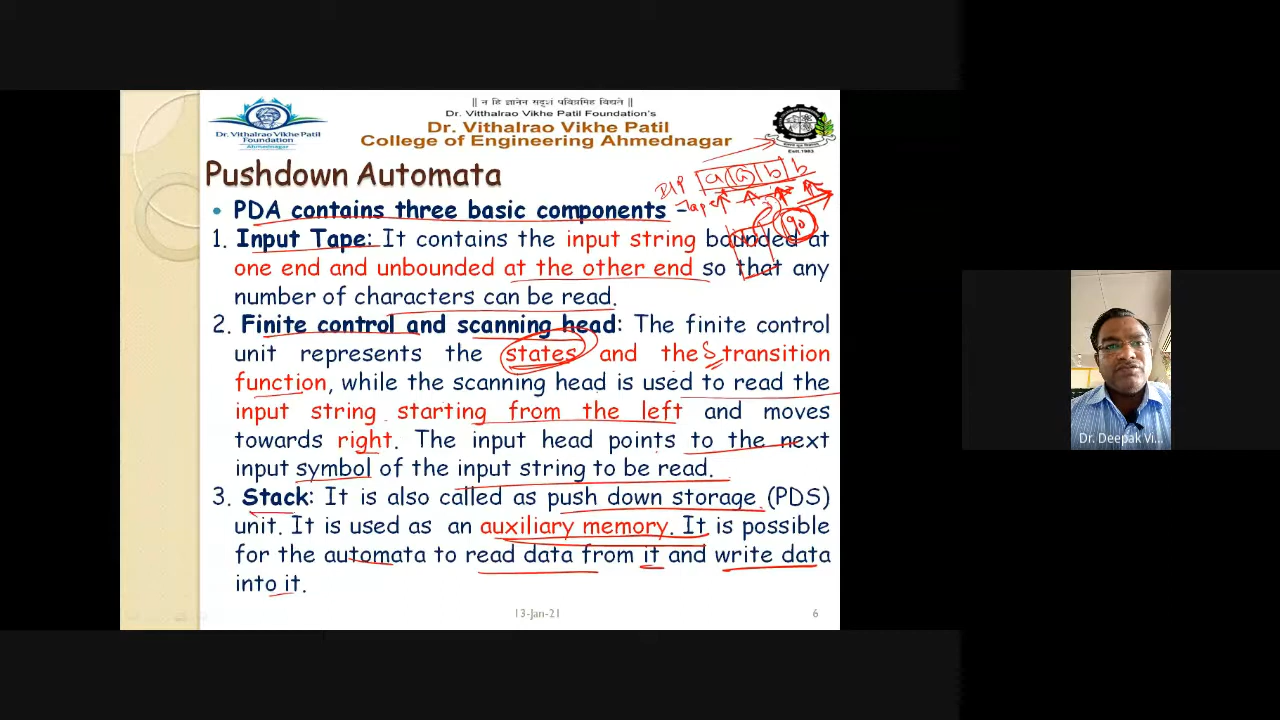 || न हि ज्ञानेन सदृशं पवित्रमिह विद्यते ||
Dr. Vitthalrao Vikhe Patil Foundation's
Dr. Vithalrao Vikhe Patil
College of Engineering Ahmednagar
Dr. Vithalrao Vikhe Patil
Foundation
Ahmednagar
Estd.1983
Pushdown Automata
a a b b
I/P
Tape
q0
• PDA contains three basic components –
1. Input Tape: It contains the input string bounded at
one end and unbounded at the other end so that any
number of characters can be read.
2. Finite control and scanning head: The finite control
unit represents the states and the δ transition
function, while the scanning head is used to read the
input string starting from the left and moves
towards right. The input head points to the next
input symbol of the input string to be read.
3. Stack: It is also called as push down storage (PDS)
unit. It is used as an auxiliary memory. It is possible
for the automata to read data from it and write data
into it.
13-Jan-21
6
Dr. Deepak Vi...